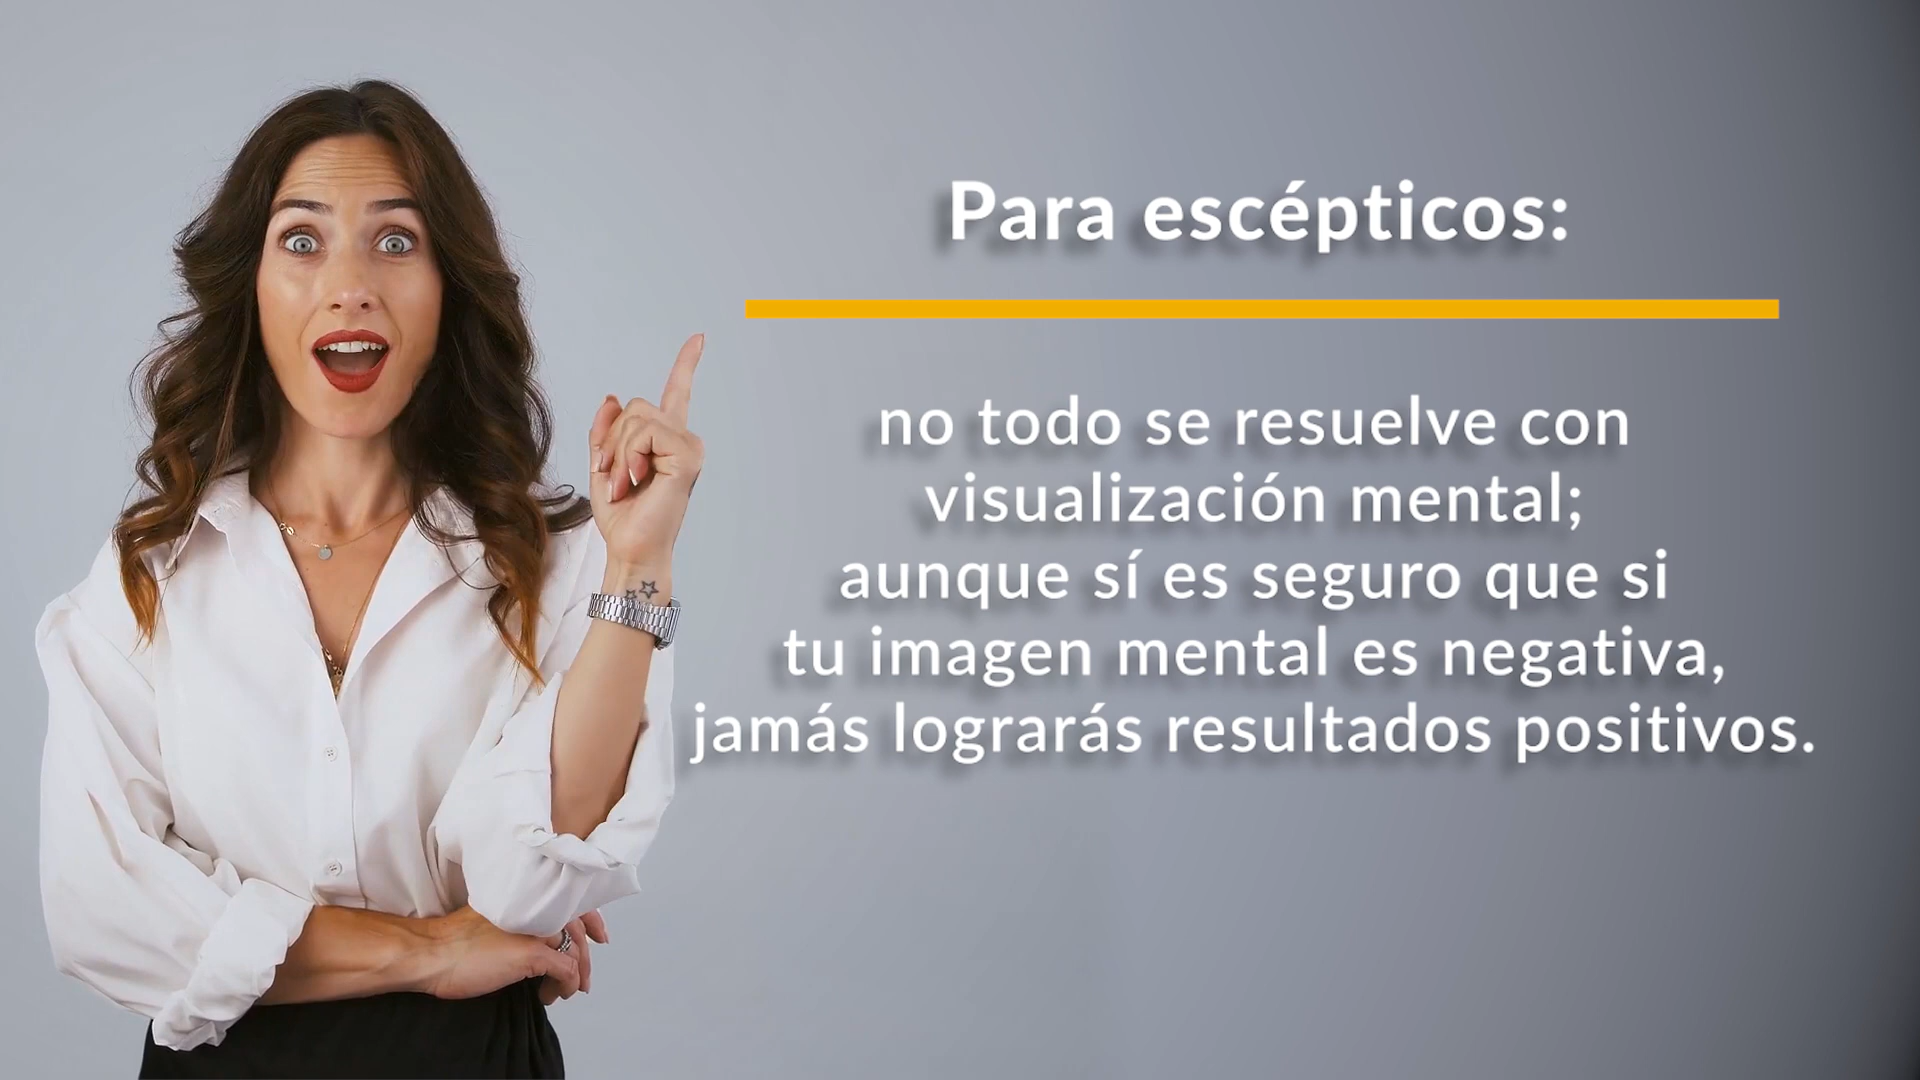 Para escépticos:
no todo se resuelve con
visualización mental;
aunque sí es seguro que si
tu imagen mental es negativa,
jamás lograrás resultados positivos.